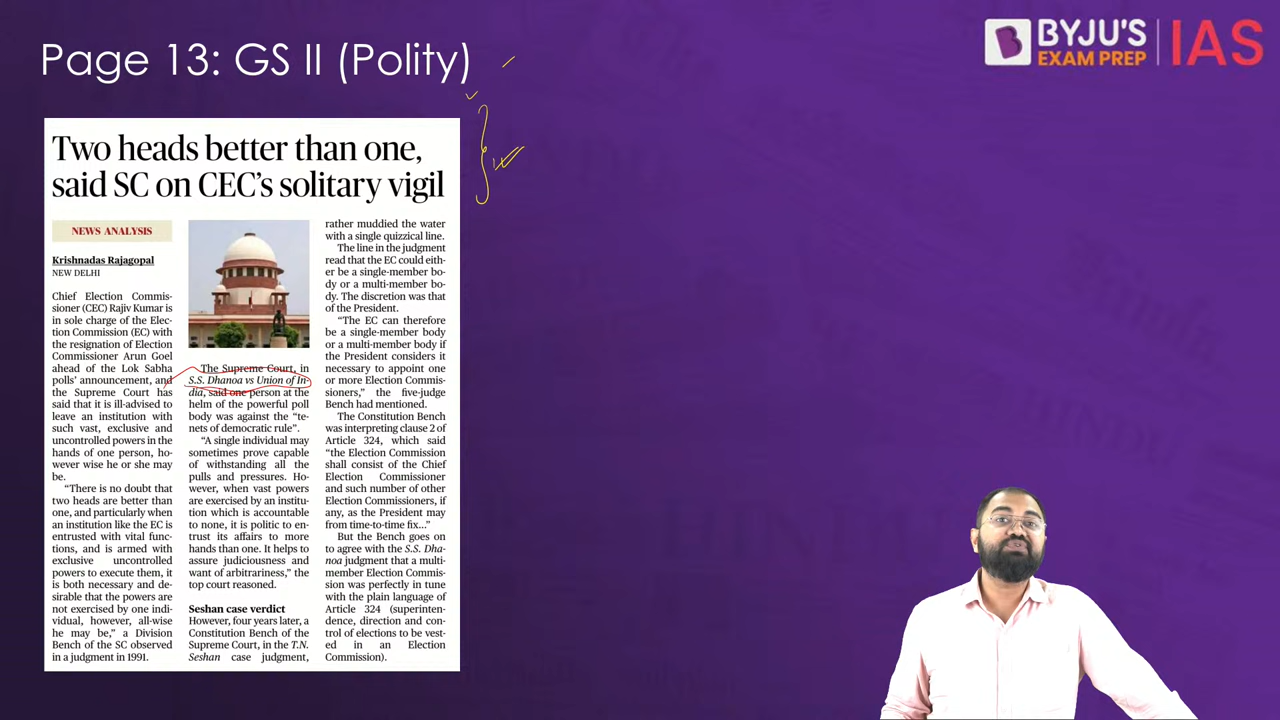 Page 13: GS II (Polity)
BYJU'S
EXAM PREP
IAS
Two heads better than one,
said SC on CEC's solitary vigil
NEWS ANALYSIS
Krishnadas Rajagopal
NEW DELHI
Chief Election Commis-
sioner (CEC) Rajiv Kumar is
in sole charge of the Elec-
tion Commission (EC) with
the resignation of Election
Commissioner Arun Goel
ahead of the Lok Sabha
polls' announcement, and
the Supreme Court has
said that it is ill-advised to
leave an institution with
such vast, exclusive and
uncontrolled powers in the
hands of one person, ho-
wever wise he or she may
be.
"There is no doubt that
two heads are better than
one, and particularly when
an institution like the EC is
entrusted with vital func-
tions, and is armed with
exclusive uncontrolled
powers to execute them, it
is both necessary and de-
sirable that the powers are
not exercised by one indi-
vidual, however, all-wise
he may be," a Division
Bench of the SC observed
in a judgment in 1991.
The Supreme Court, in
S.S. Dhanoa vs Union of In-
dia, said one person at the
helm of the powerful poll
body was against the "te-
nets of democratic rule".
"A single individual may
sometimes prove capable
of withstanding all the
pulls and pressures. Ho-
wever, when vast powers
are exercised by an institu-
tion which is accountable
to none, it is politic to en-
trust its affairs to more
hands than one. It helps to
assure judiciousness and
want of arbitrariness," the
top court reasoned.
Seshan case verdict
However, four years later, a
Constitution Bench of the
Supreme Court, in the T.N.
Seshan case judgment,
rather muddied the water
with a single quizzical line.
The line in the judgment
read that the EC could eith-
er be a single-member bo-
dy or a multi-member bo-
dy. The discretion was that
of the President.
"The EC can therefore
be a single-member body
or a multi-member body if
the President considers it
necessary to appoint one
or more Election Commis-
sioners," the five-judge
Bench had mentioned.
The Constitution Bench
was interpreting clause 2 of
Article 324, which said
"the Election Commission
shall consist of the Chief
Election Commissioner
and such number of other
Election Commissioners, if
any, as the President may
from time-to-time fix..."
But the Bench goes on
to agree with the S.S. Dha-
noa judgment that a multi-
member Election Commis-
sion was perfectly in tune
with the plain language of
Article 324 (superinten-
dence, direction and con-
trol of elections to be vest-
ed in an Election
Commission).